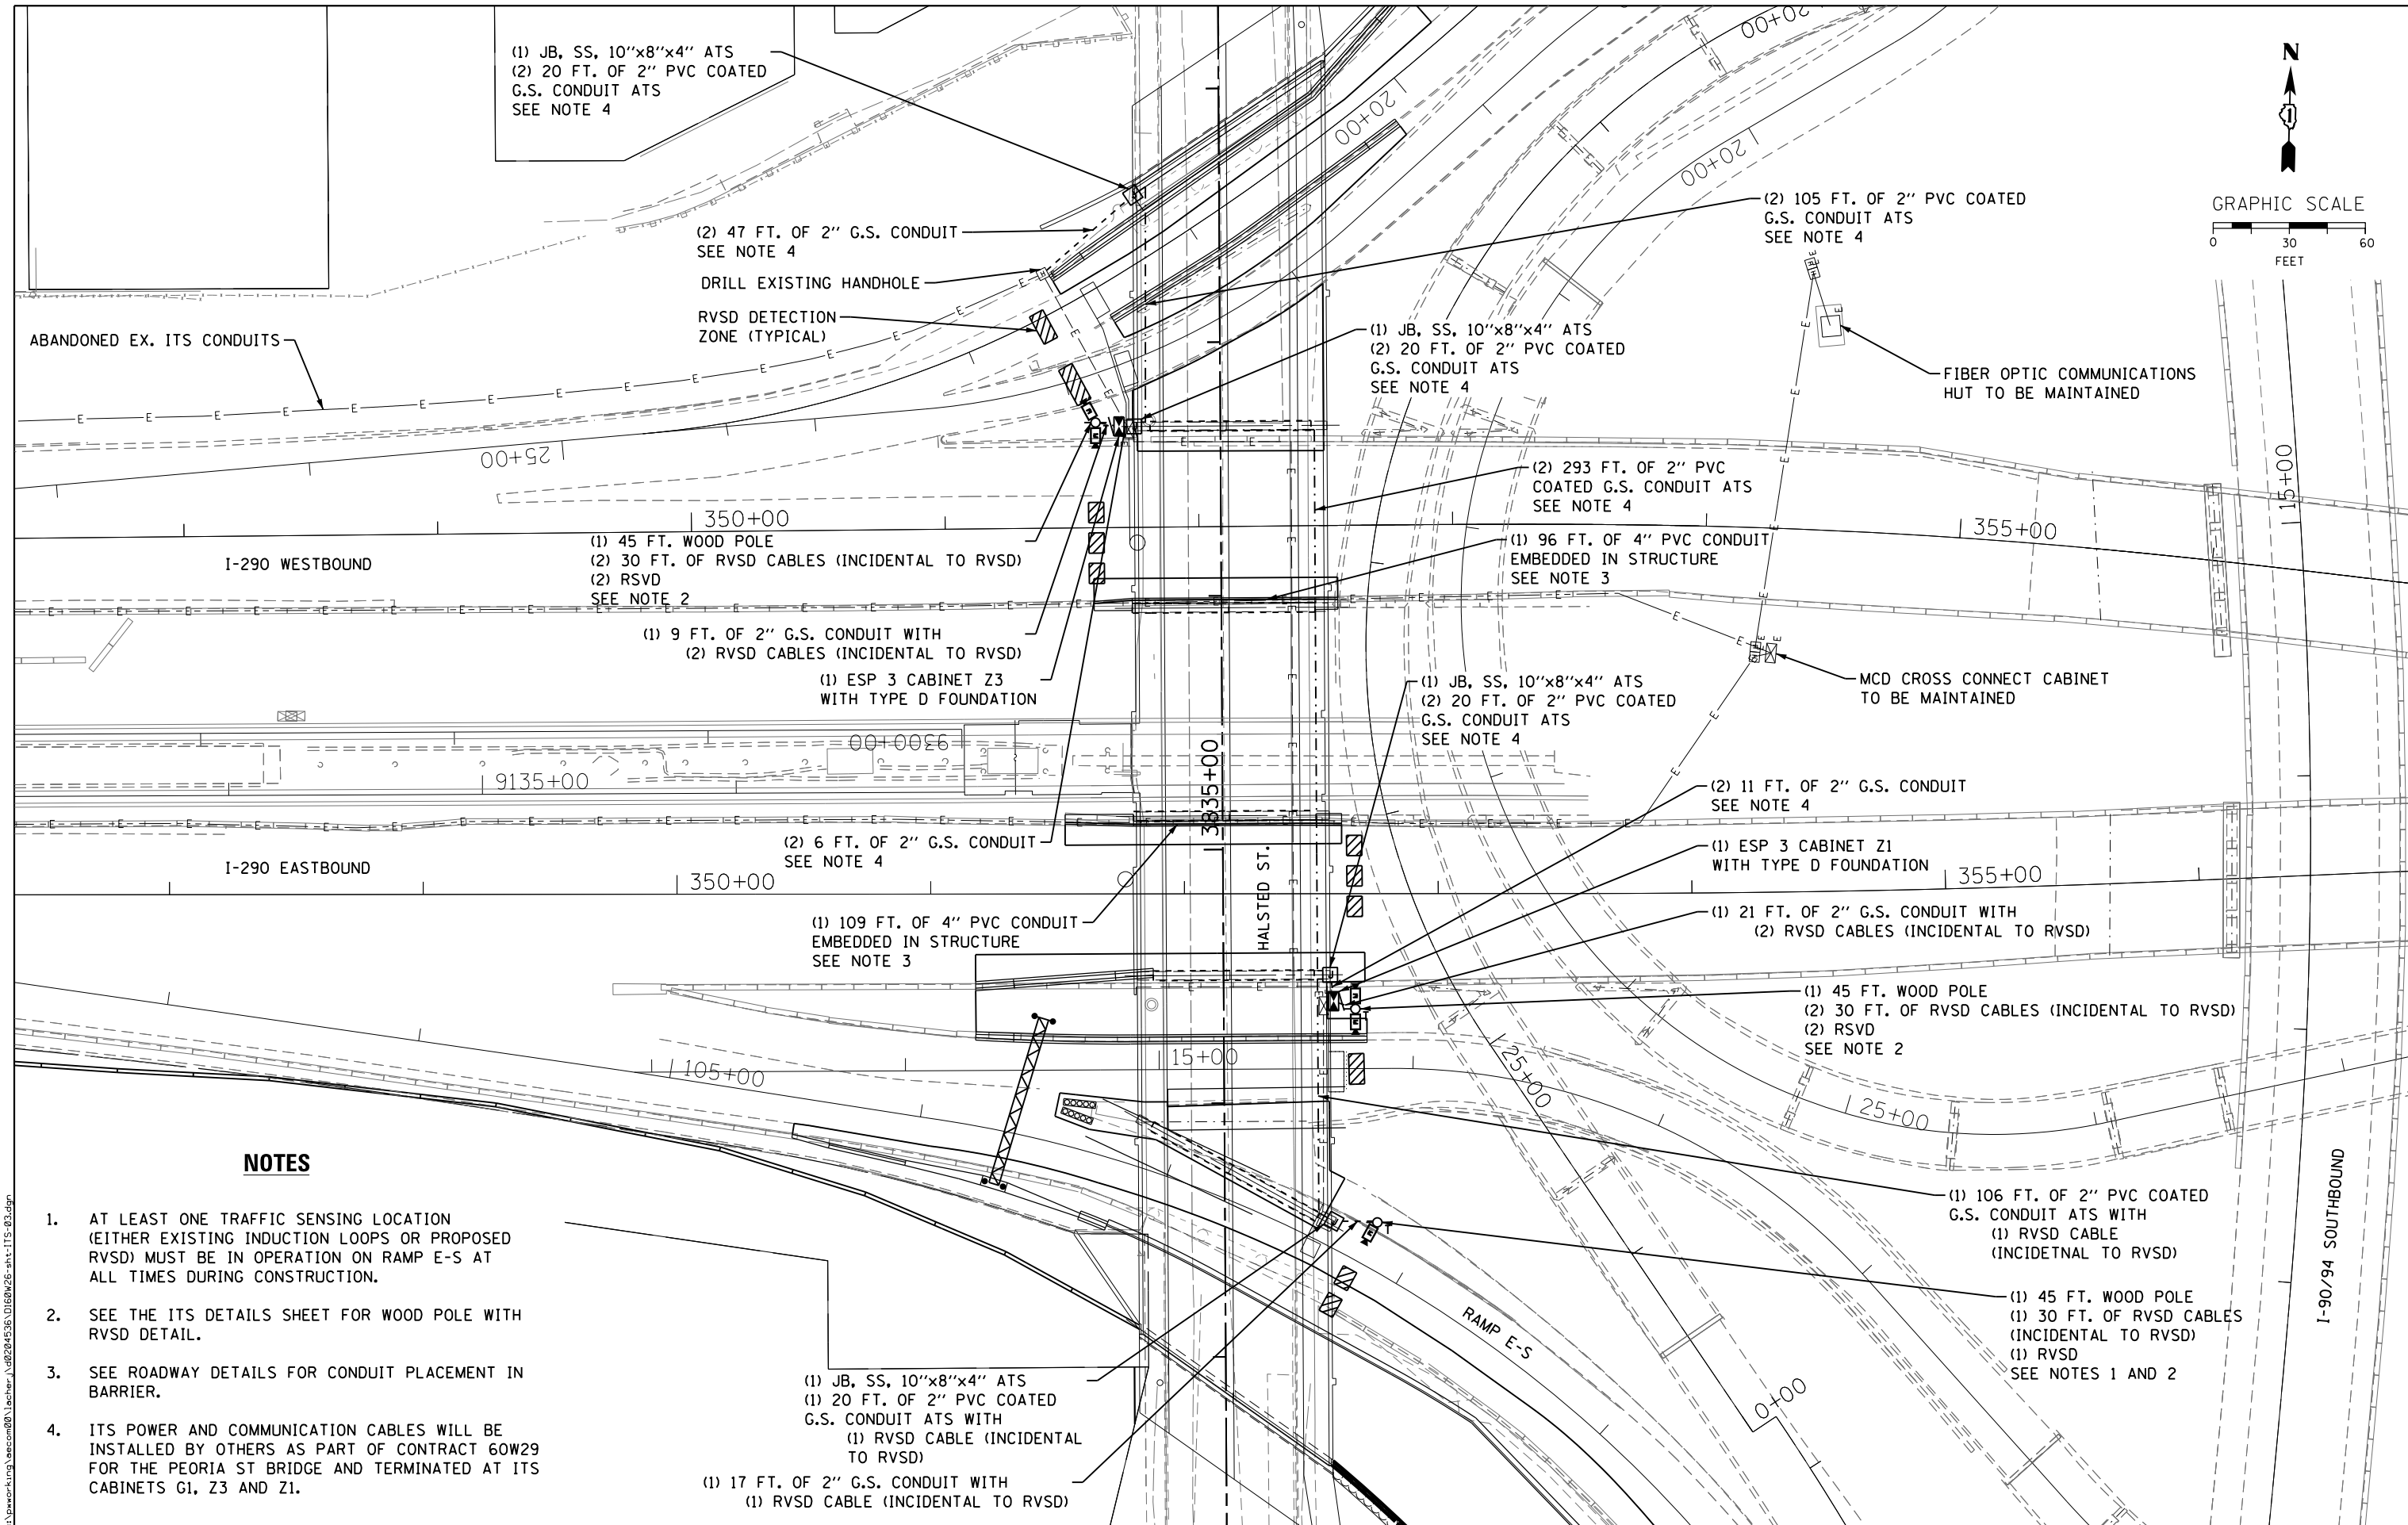 (1) JB, SS, 10"x8"x4" ATS
(2) 20 FT. OF 2" PVC COATED
G.S. CONDUIT ATS
SEE NOTE 4
20+00
20+00
20+00
N
1
GRAPHIC SCALE
0 30 60
FEET
(2) 47 FT. OF 2" G.S. CONDUIT
SEE NOTE 4
DRILL EXISTING HANDHOLE
RVSD DETECTION
ZONE (TYPICAL)
ABANDONED EX. ITS CONDUITS
(2) 105 FT. OF 2" PVC COATED
G.S. CONDUIT ATS
SEE NOTE 4
(1) JB, SS, 10"x8"x4" ATS
(2) 20 FT. OF 2" PVC COATED
G.S. CONDUIT ATS
SEE NOTE 4
FIBER OPTIC COMMUNICATIONS
HUT TO BE MAINTAINED
25+00
350+00
(2) 293 FT. OF 2" PVC
COATED G.S. CONDUIT ATS
SEE NOTE 4
15+00
355+00
I-290 WESTBOUND
(1) 45 FT. WOOD POLE
(2) 30 FT. OF RVSD CABLES (INCIDENTAL TO RVSD)
(2) RSVD
SEE NOTE 2
(1) 96 FT. OF 4" PVC CONDUIT
EMBEDDED IN STRUCTURE
SEE NOTE 3
(1) 9 FT. OF 2" G.S. CONDUIT WITH
(2) RVSD CABLES (INCIDENTAL TO RVSD)
(1) ESP 3 CABINET Z3
WITH TYPE D FOUNDATION
(1) JB, SS, 10"x8"x4" ATS
(2) 20 FT. OF 2" PVC COATED
G.S. CONDUIT ATS
SEE NOTE 4
MCD CROSS CONNECT CABINET
TO BE MAINTAINED
9300+00
9135+00
3335+00
(2) 11 FT. OF 2" G.S. CONDUIT
SEE NOTE 4
(2) 6 FT. OF 2" G.S. CONDUIT
SEE NOTE 4
(1) ESP 3 CABINET Z1
WITH TYPE D FOUNDATION
I-290 EASTBOUND
350+00
HALSTED ST.
355+00
(1) 109 FT. OF 4" PVC CONDUIT
EMBEDDED IN STRUCTURE
SEE NOTE 3
(1) 21 FT. OF 2" G.S. CONDUIT WITH
(2) RVSD CABLES (INCIDENTAL TO RVSD)
(1) 45 FT. WOOD POLE
(2) 30 FT. OF RVSD CABLES (INCIDENTAL TO RVSD)
(2) RSVD
SEE NOTE 2
105+00
15+00
25+00
25+00
NOTES
1. AT LEAST ONE TRAFFIC SENSING LOCATION
(EITHER EXISTING INDUCTION LOOPS OR PROPOSED
RVSD) MUST BE IN OPERATION ON RAMP E-S AT
ALL TIMES DURING CONSTRUCTION.
2. SEE THE ITS DETAILS SHEET FOR WOOD POLE WITH
RVSD DETAIL.
3. SEE ROADWAY DETAILS FOR CONDUIT PLACEMENT IN
BARRIER.
4. ITS POWER AND COMMUNICATION CABLES WILL BE
INSTALLED BY OTHERS AS PART OF CONTRACT 60W29
FOR THE PEORIA ST BRIDGE AND TERMINATED AT ITS
CABINETS G1, Z3 AND Z1.
(1) 106 FT. OF 2" PVC COATED
G.S. CONDUIT ATS WITH
(1) RVSD CABLE
(INCIDETNAL TO RVSD)
I-90/94 SOUTHBOUND
(1) 45 FT. WOOD POLE
(1) 30 FT. OF RVSD CABLES
(INCIDENTAL TO RVSD)
(1) RVSD
SEE NOTES 1 AND 2
RAMP E-S
0+00
(1) JB, SS, 10"x8"x4" ATS
(1) 20 FT. OF 2" PVC COATED
G.S. CONDUIT ATS WITH
(1) RVSD CABLE (INCIDENTAL
TO RVSD)
(1) 17 FT. OF 2" G.S. CONDUIT WITH
(1) RVSD CABLE (INCIDENTAL TO RVSD)